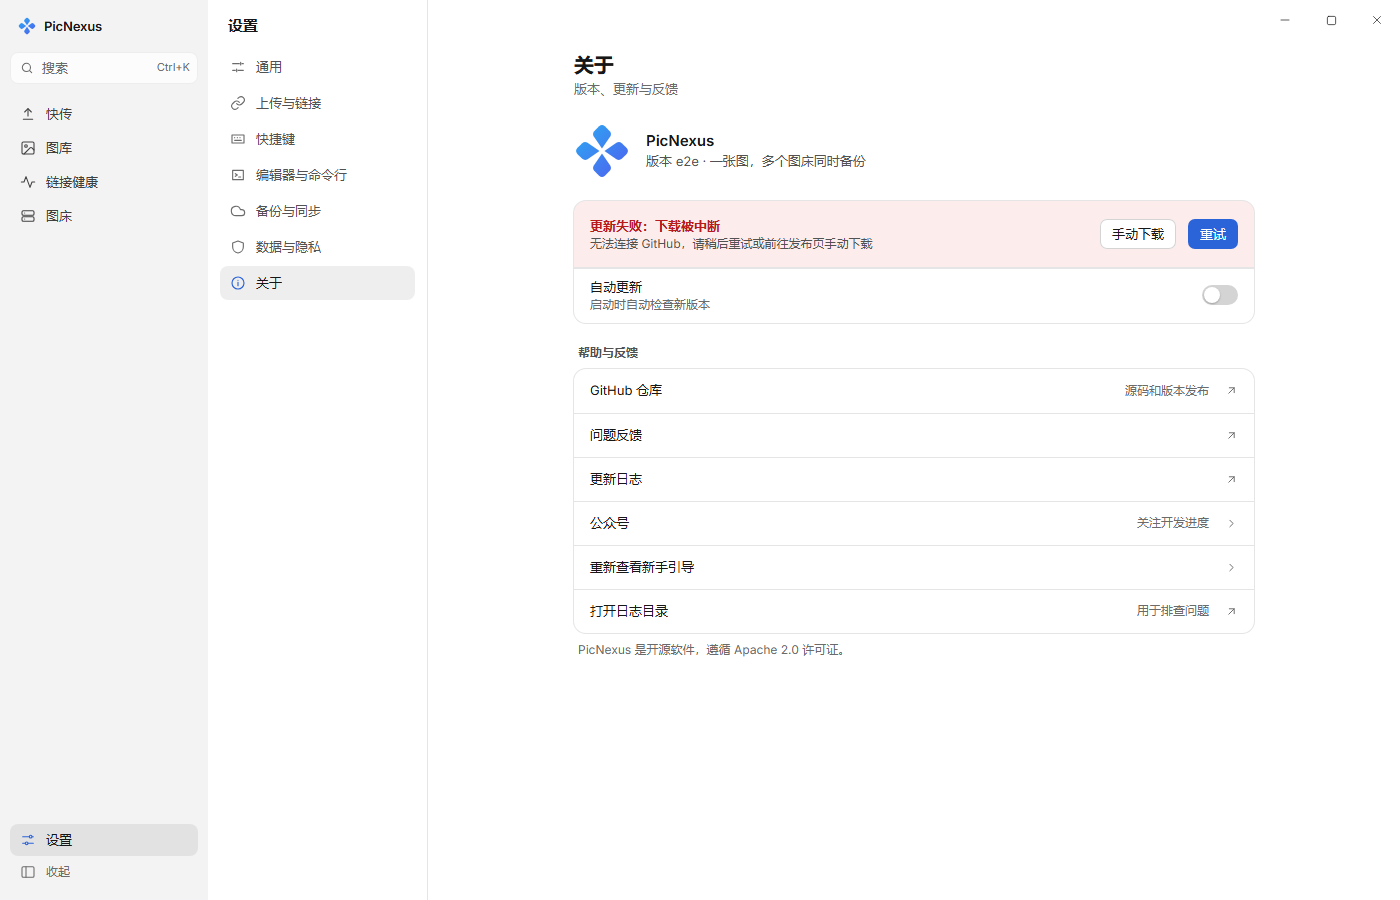 PicNexus
搜索 Ctrl+K
快传
图库
链接健康
图床
设置
收起
设置
通用
上传与链接
快捷键
编辑器与命令行
备份与同步
数据与隐私
关于
关于
版本、更新与反馈
PicNexus
版本 e2e · 一张图，多个图床同时备份
更新失败：下载被中断
无法连接 GitHub，请稍后重试或前往发布页手动下载
手动下载
重试
自动更新
启动时自动检查新版本
帮助与反馈
GitHub 仓库 源码和版本发布
问题反馈
更新日志
公众号 关注开发进度
重新查看新手引导
打开日志目录 用于排查问题
PicNexus 是开源软件，遵循 Apache 2.0 许可证。